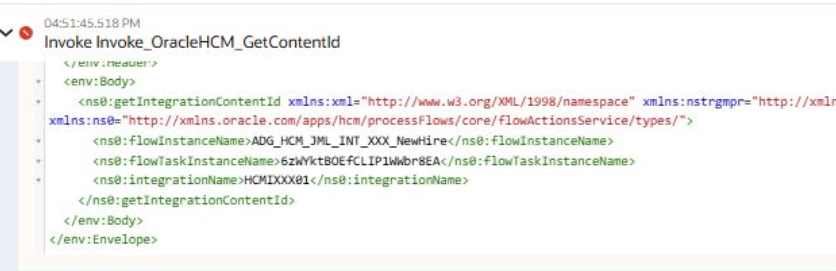 04:51:45.518 PM
Invoke Invoke_OracleHCM_GetContentId
</env:Header>
<env:Body>
<ns0:getIntegrationContentId xmlns:xml="http://www.w3.org/XML/1998/namespace" xmlns:nstrgmpr="http://xmln
xmlns:ns0="http://xmlns.oracle.com/apps/hcm/processFlows/core/flowActionsService/types/">
<ns0:flowInstanceName>ADG_HCM_JML_INT_XXX_NewHire</ns0:flowInstanceName>
<ns0:flowTaskInstanceName>6zWYktBOEfCLIP1WWbr8EA</ns0:flowTaskInstanceName>
<ns0:integrationName>HCMIXXX01</ns0:integrationName>
</ns0:getIntegrationContentId>
</env:Body>
</env:Envelope>